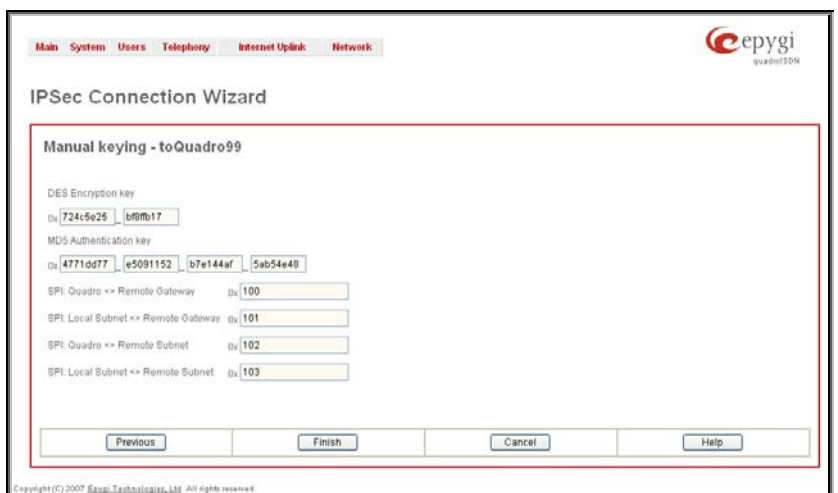 Main System Users Telephony Internet Uplink Network
epygi
quadroISDN
IPSec Connection Wizard
Manual keying - toQuadro99
DES Encryption key
0x 724c5e25 _ bf8ffb17
MD5 Authentication key
0x 4771dd77 _ e5091152 _ b7e144af _ 5ab54e48
SPI: Quadro <> Remote Gateway 0x 100
SPI: Local Subnet <> Remote Gateway 0x 101
SPI: Quadro <> Remote Subnet 0x 102
SPI: Local Subnet <> Remote Subnet 0x 103
Previous Finish Cancel Help
Copyright (C) 2007 Epygi Technologies, Ltd. All rights reserved.